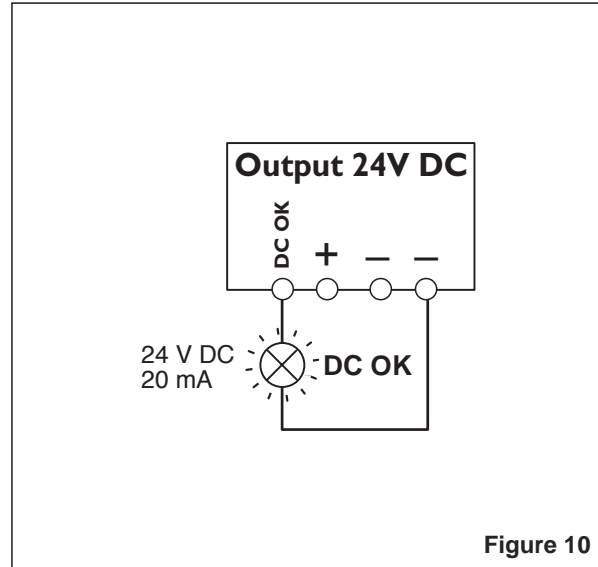 Output 24V DC
DC OK
+ – –
24 V DC
20 mA
DC OK
Figure 10